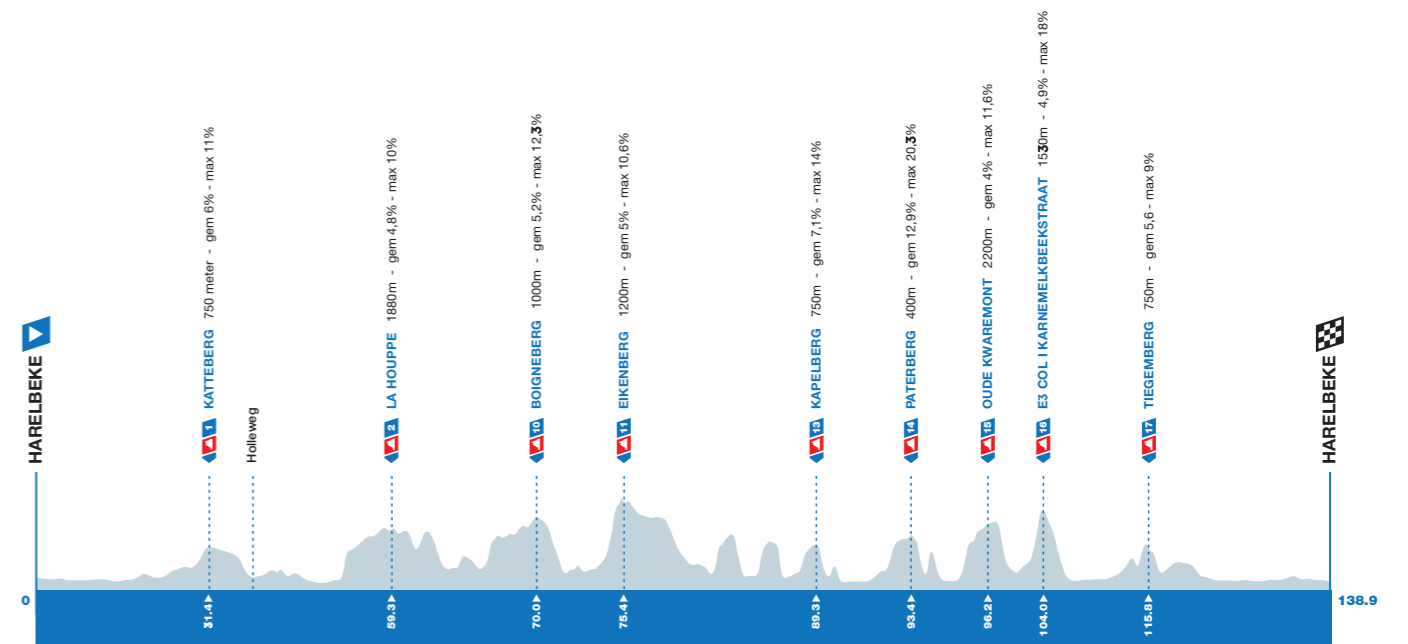 HARELBEKE
1 KATTEBERG 750 meter - gem 6% - max 11%
Holleweg
2 LA HOUPPE 1880m - gem 4,8% - max 10%
10 BOIGNEBERG 1000m - gem 5,2% - max 12,3%
11 EIKENBERG 1200m - gem 5% - max 10,6%
13 KAPELBERG 750m - gem 7,1% - max 14%
14 PATERBERG 400m - gem 12,9% - max 20,3%
15 OUDE KWAREMONT 2200m - gem 4% - max 11,6%
16 E3 COL I KARNEMELKBEEKSTRAAT 1530m - 4,9% - max 18%
17 TIEGEMBERG 750m - gem 5,6 - max 9%
HARELBEKE
0
31.4
59.3
70.0
75.4
89.3
93.4
96.2
104.0
115.8
138.9